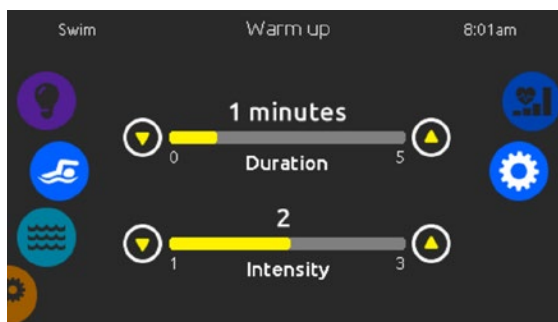 Swim Warm up 8:01am
1 minutes
0 5
Duration
2
1 3
Intensity